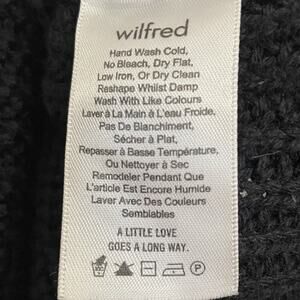 wilfred
Hand Wash Cold,
No Bleach, Dry Flat,
Low Iron, Or Dry Clean
Reshape Whilst Damp
Wash With Like Colours
Laver à La Main à L'eau Froide.
Pas De Blanchiment,
Sécher à Plat,
Repasser à Basse Température,
Ou Nettoyer à Sec
Remodeler Pendant Que
L'article Est Encore Humide
Laver Avec Des Couleurs
Semblables
A LITTLE LOVE
GOES A LONG WAY.
P